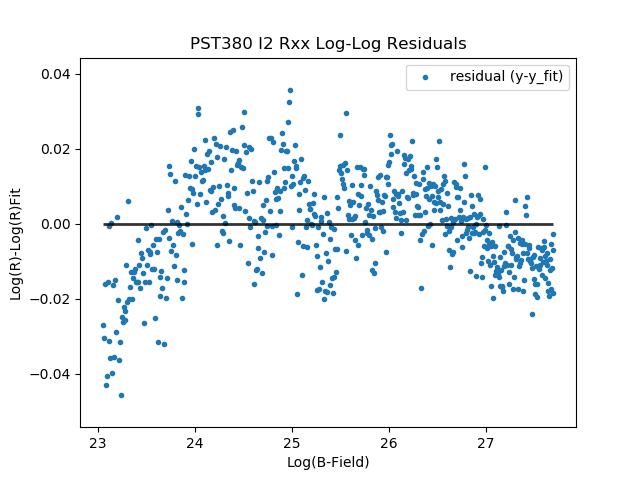 PST380 I2 Rxx Log-Log Residuals
residual (y-y_fit)
Log(R)-Log(R)Fit
0.04
0.02
0.00
−0.02
−0.04
23 24 25 26 27
Log(B-Field)